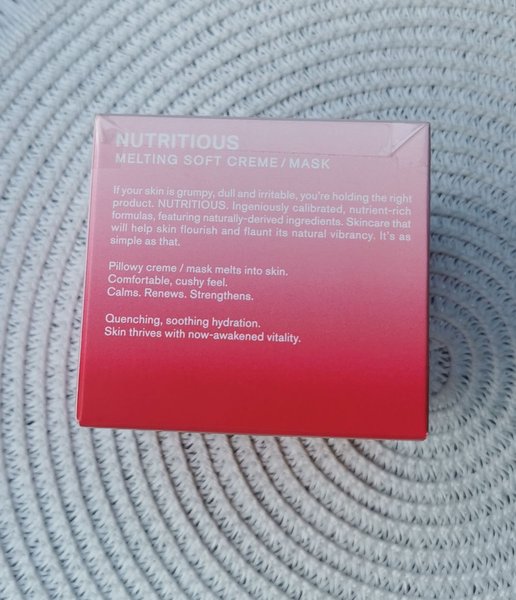 NUTRITIOUS
MELTING SOFT CREME / MASK
If your skin is grumpy, dull and irritable, you're holding the right
product. NUTRITIOUS. Ingeniously calibrated, nutrient-rich
formulas, featuring naturally-derived ingredients. Skincare that
will help skin flourish and flaunt its natural vibrancy. It's as
simple as that.
Pillowy creme / mask melts into skin.
Comfortable, cushy feel.
Calms. Renews. Strengthens.
Quenching, soothing hydration.
Skin thrives with now-awakened vitality.